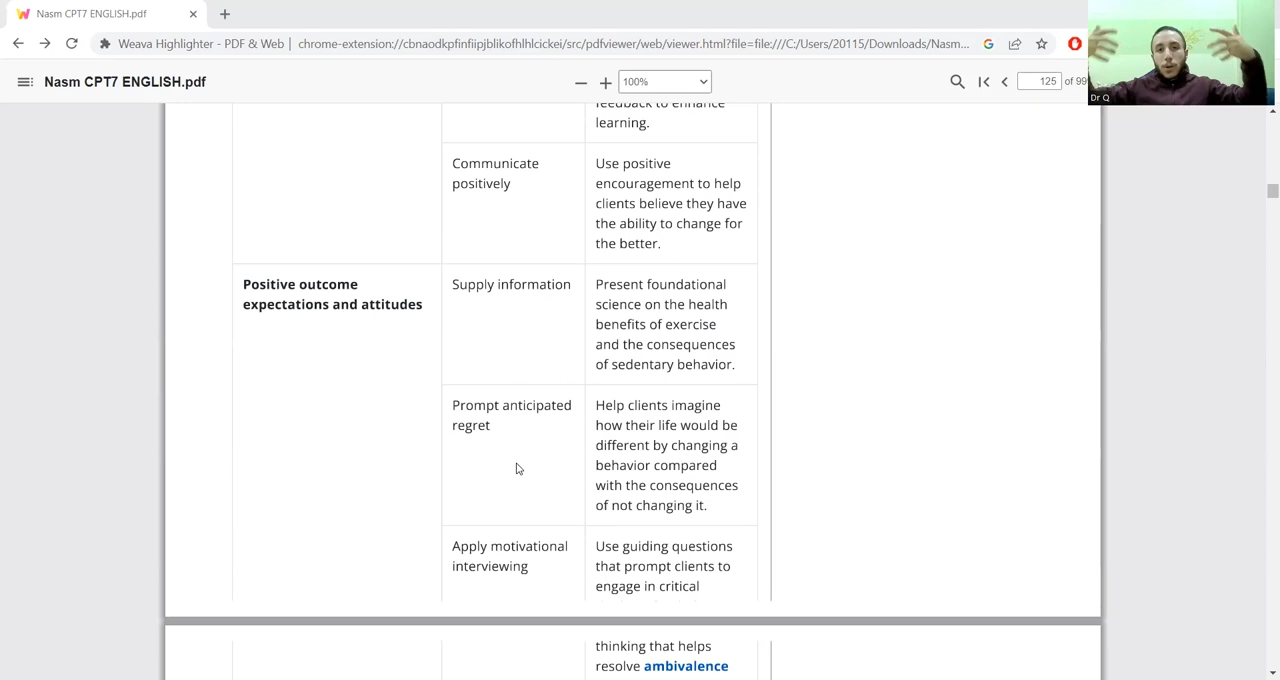 Nasm CPT7 ENGLISH.pdf
Weava Highlighter - PDF & Web | chrome-extension://cbnaodkpfinfiipjblikofhlhlcickei/src/pdfviewer/web/viewer.html?file=file:///C:/Users/20115/Downloads/Nasm...
Nasm CPT7 ENGLISH.pdf
100%
125 of 99
Dr Q
feedback to enhance
learning.
Communicate
positively
Use positive
encouragement to help
clients believe they have
the ability to change for
the better.
Positive outcome
expectations and attitudes
Supply information
Present foundational
science on the health
benefits of exercise
and the consequences
of sedentary behavior.
Prompt anticipated
regret
Help clients imagine
how their life would be
different by changing a
behavior compared
with the consequences
of not changing it.
Apply motivational
interviewing
Use guiding questions
that prompt clients to
engage in critical
thinking that helps
resolve ambivalence